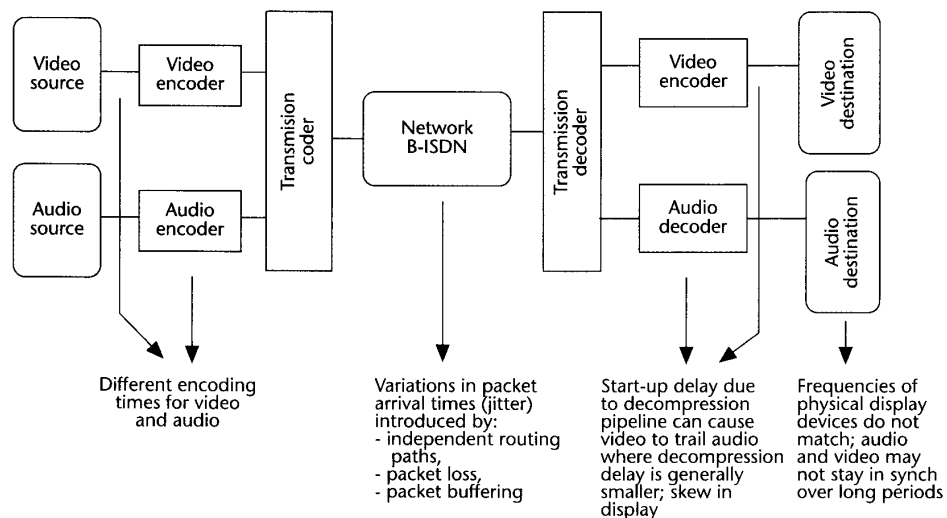 Video
source
Video
encoder
Transmision
coder
Network
B-ISDN
Transmission
decoder
Video
encoder
Video
destination
Audio
source
Audio
encoder
Audio
decoder
Audio
destination
Different encoding
times for video
and audio
Variations in packet
arrival times (jitter)
introduced by:
- independent routing
paths,
- packet loss,
- packet buffering
Start-up delay due
to decompression
pipeline can cause
video to trail audio
where decompression
delay is generally
smaller; skew in
display
Frequencies of
physical display
devices do not
match; audio
and video may
not stay in synch
over long periods